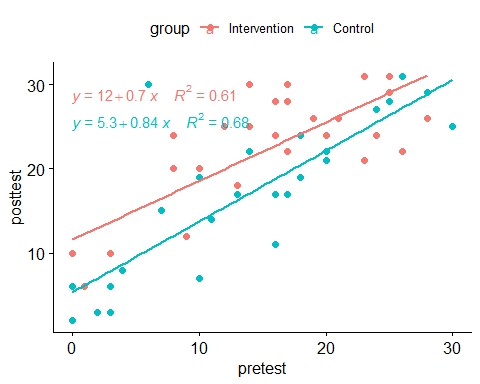 group a Intervention a Control
30
y = 12 + 0.7 x R² = 0.61
y = 5.3 + 0.84 x R² = 0.68
20
posttest
10
0 10 20 30
pretest